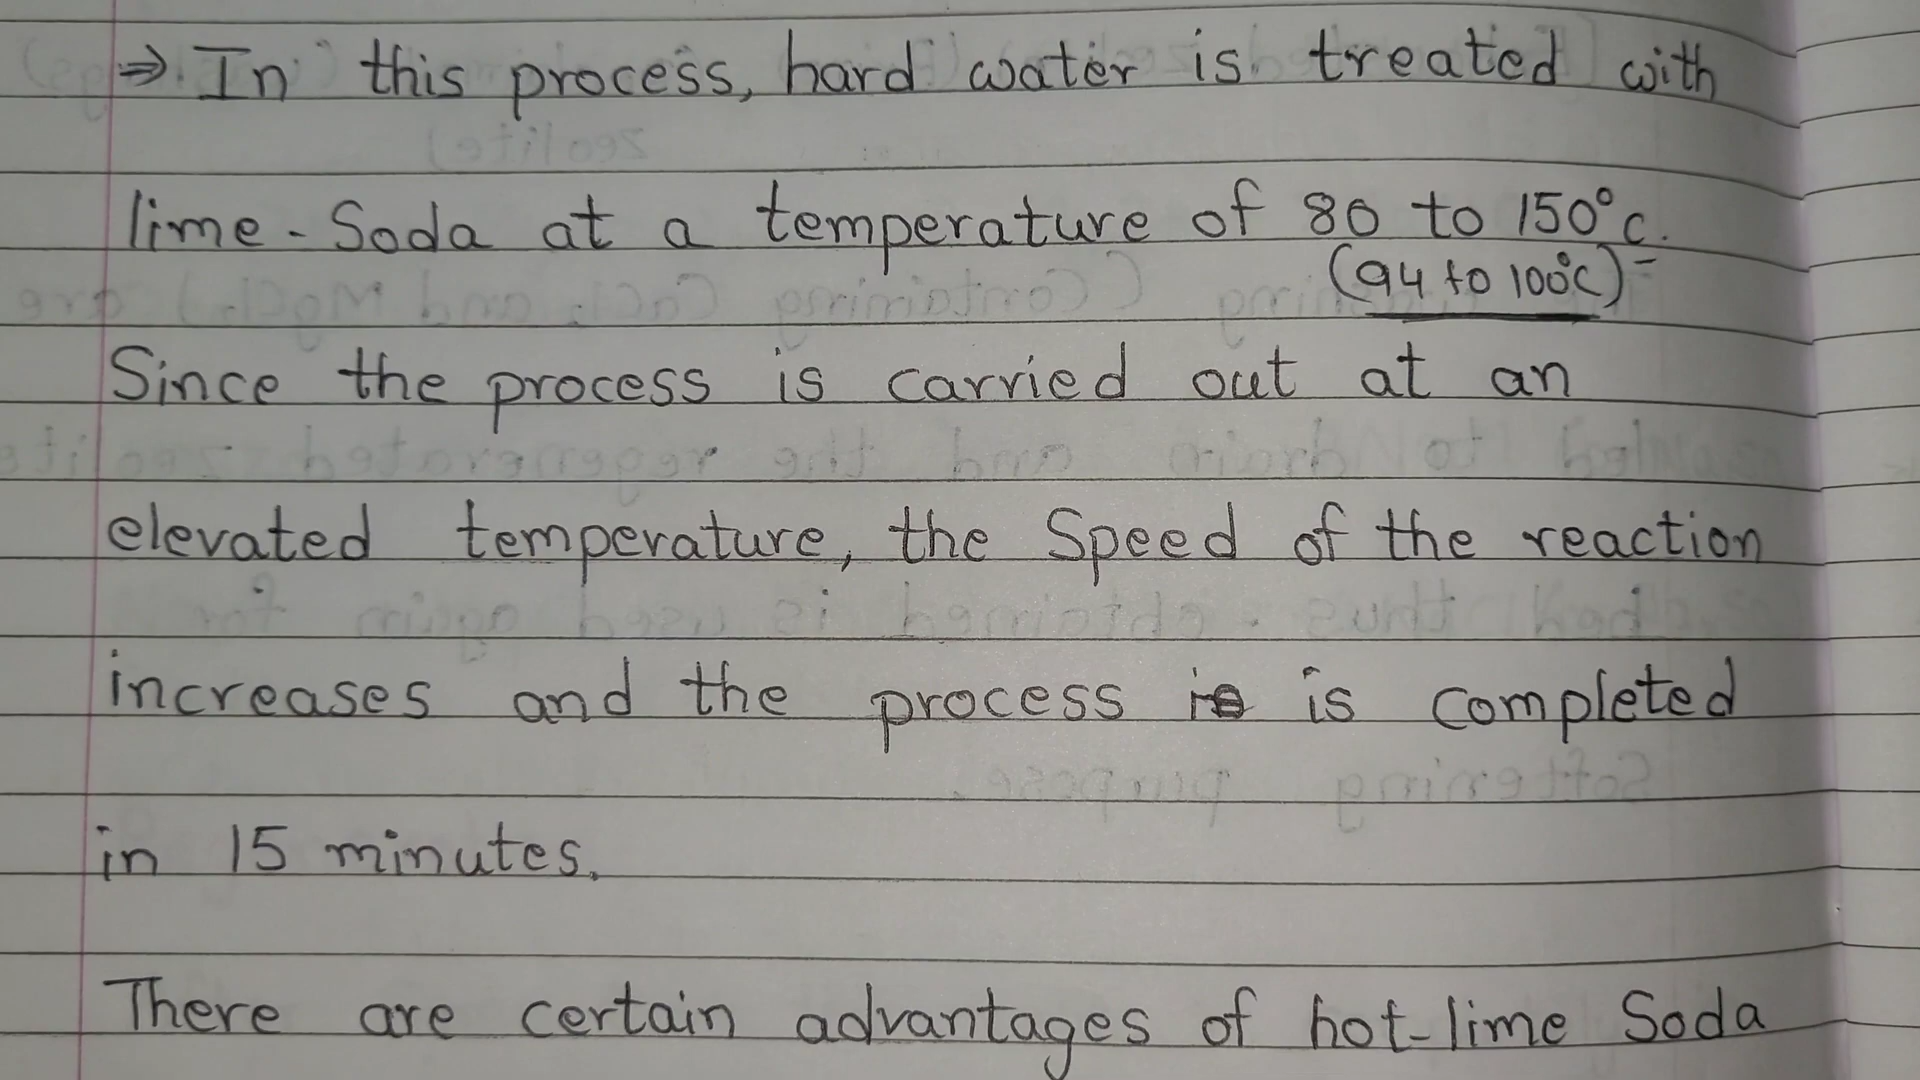 ⇒ In this process, hard water is treated with
lime-Soda at a temperature of 80 to 150°c.
(94 to 100°C)
Since the process is carried out at an
elevated temperature, the Speed of the reaction
increases and the process is completed
in 15 minutes.
There are certain advantages of hot-lime Soda